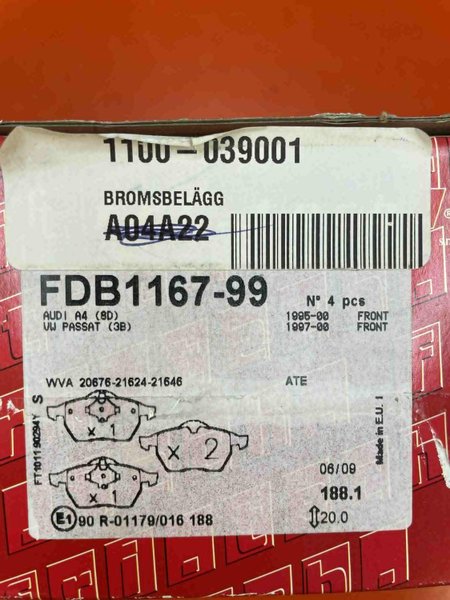 1100-039001
BROMSBELÄGG
A04A22
FDB1167-99
N° 4 pcs
AUDI A4 (8D) 1995-00 FRONT
VW PASSAT (3B) 1997-00 FRONT
WVA 20676-21624-21646 ATE
FT1011 90294Y S
x 1
x 2
x 1
Made in E.U.
06/09
188.1
E1 90 R-01179/016 188
20.0